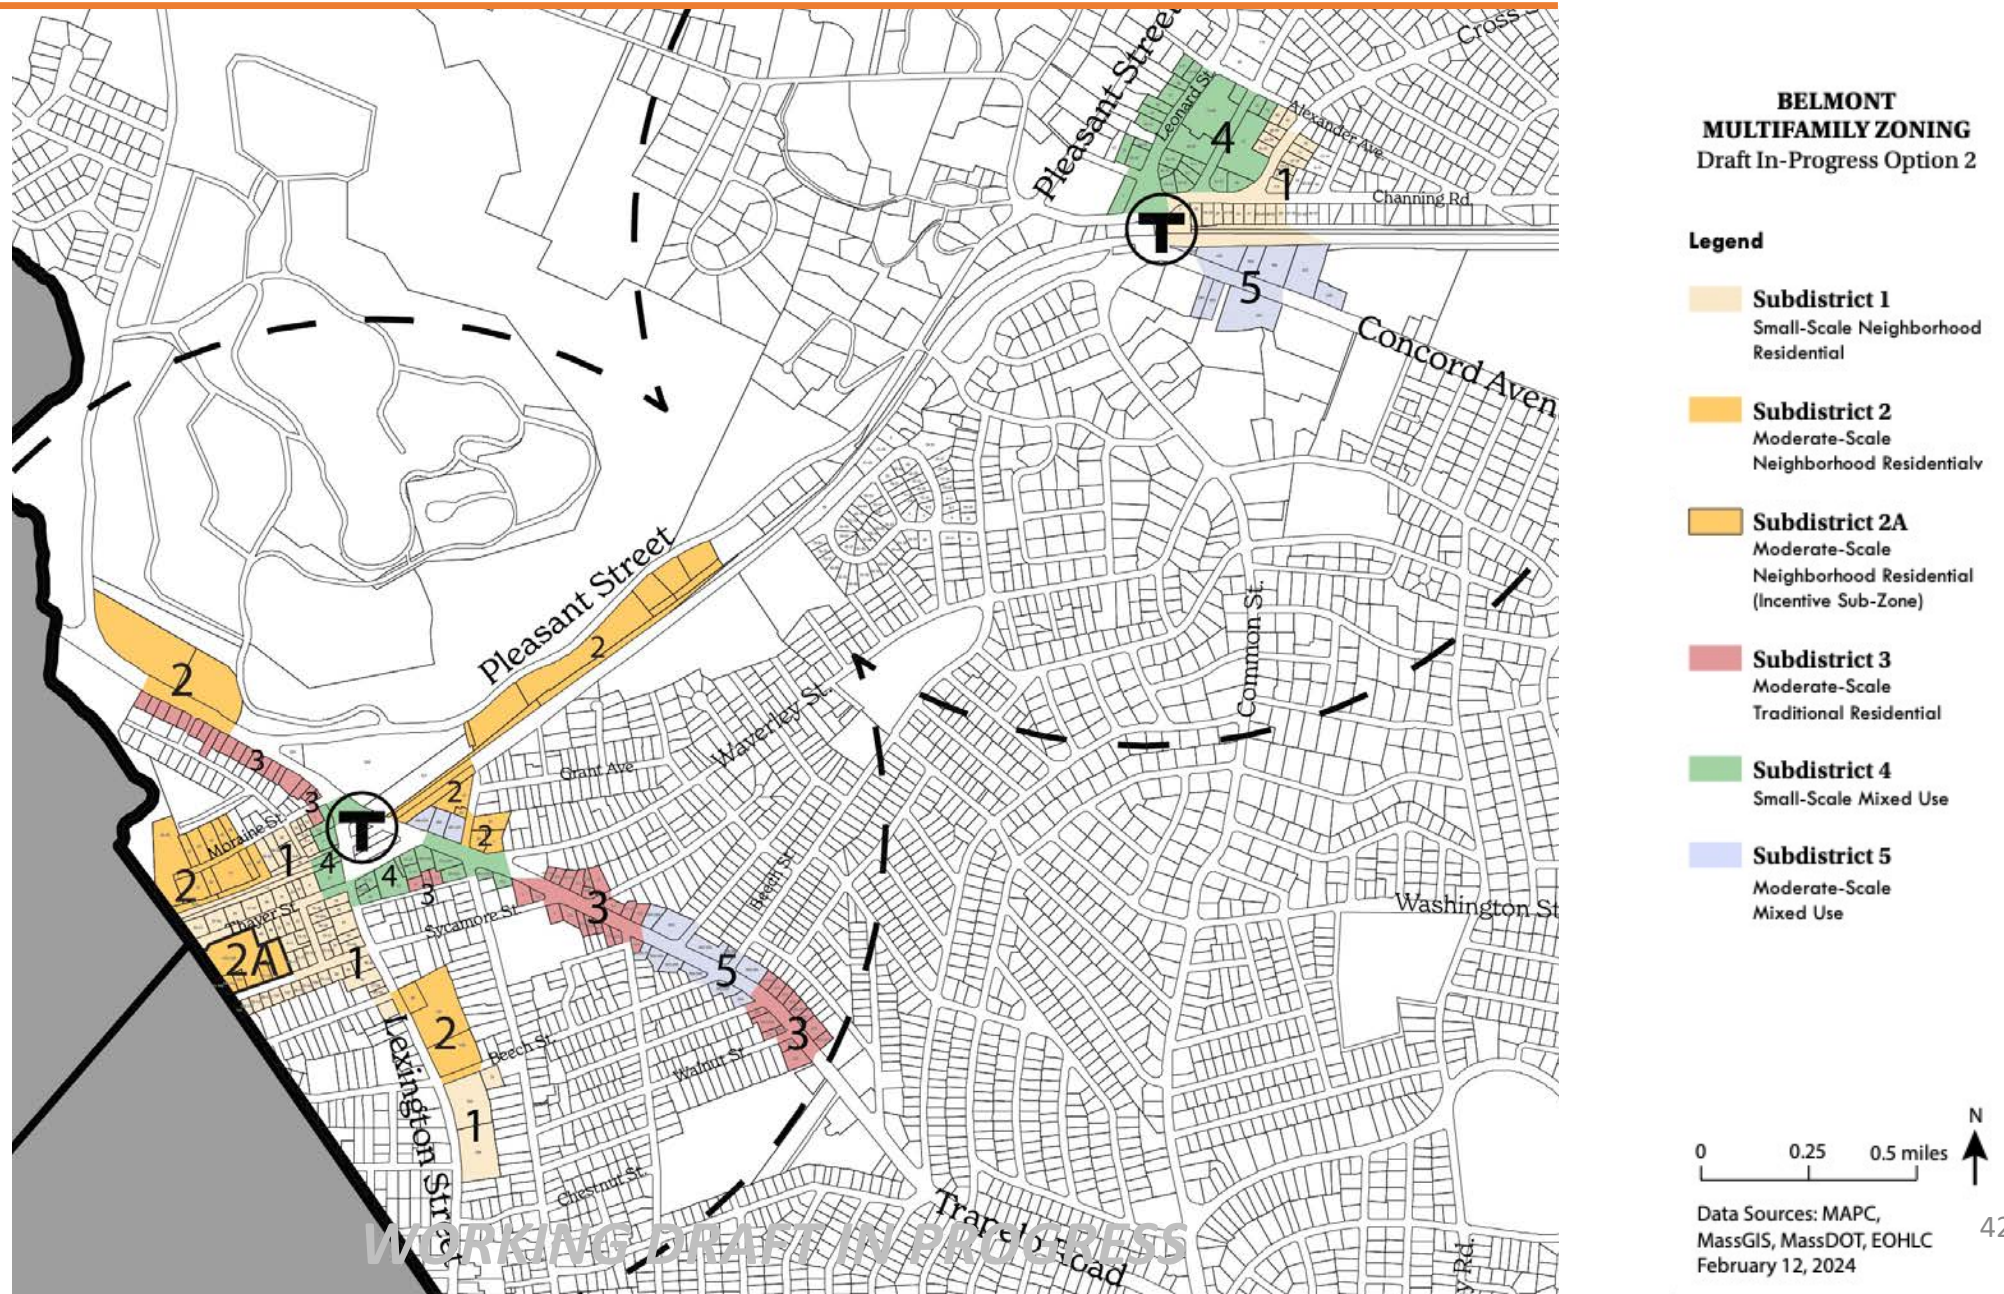 Pleasant Street
Cross S
Leonard St.
4
Alexander Ave.
1
Channing Rd.
T
5
Concord Aven
Pleasant Street
2
2
3
3
2
T
2
Moraine St.
1
4
4
3
2
Thayer St.
Sycamore St.
3
2A
1
5
3
2
Lexington Street
Beech St.
1
Walnut St.
Chestnut St.
Grant Ave.
Waverley St.
Beech St.
Common St.
Washington St
Trapelo Road
y Rd.
WORKING DRAFT IN PROGRESS
BELMONT
MULTIFAMILY ZONING
Draft In-Progress Option 2
Legend
Subdistrict 1
Small-Scale Neighborhood
Residential
Subdistrict 2
Moderate-Scale
Neighborhood Residentialv
Subdistrict 2A
Moderate-Scale
Neighborhood Residential
(Incentive Sub-Zone)
Subdistrict 3
Moderate-Scale
Traditional Residential
Subdistrict 4
Small-Scale Mixed Use
Subdistrict 5
Moderate-Scale
Mixed Use
N
0 0.25 0.5 miles
Data Sources: MAPC,
MassGIS, MassDOT, EOHLC
February 12, 2024
42